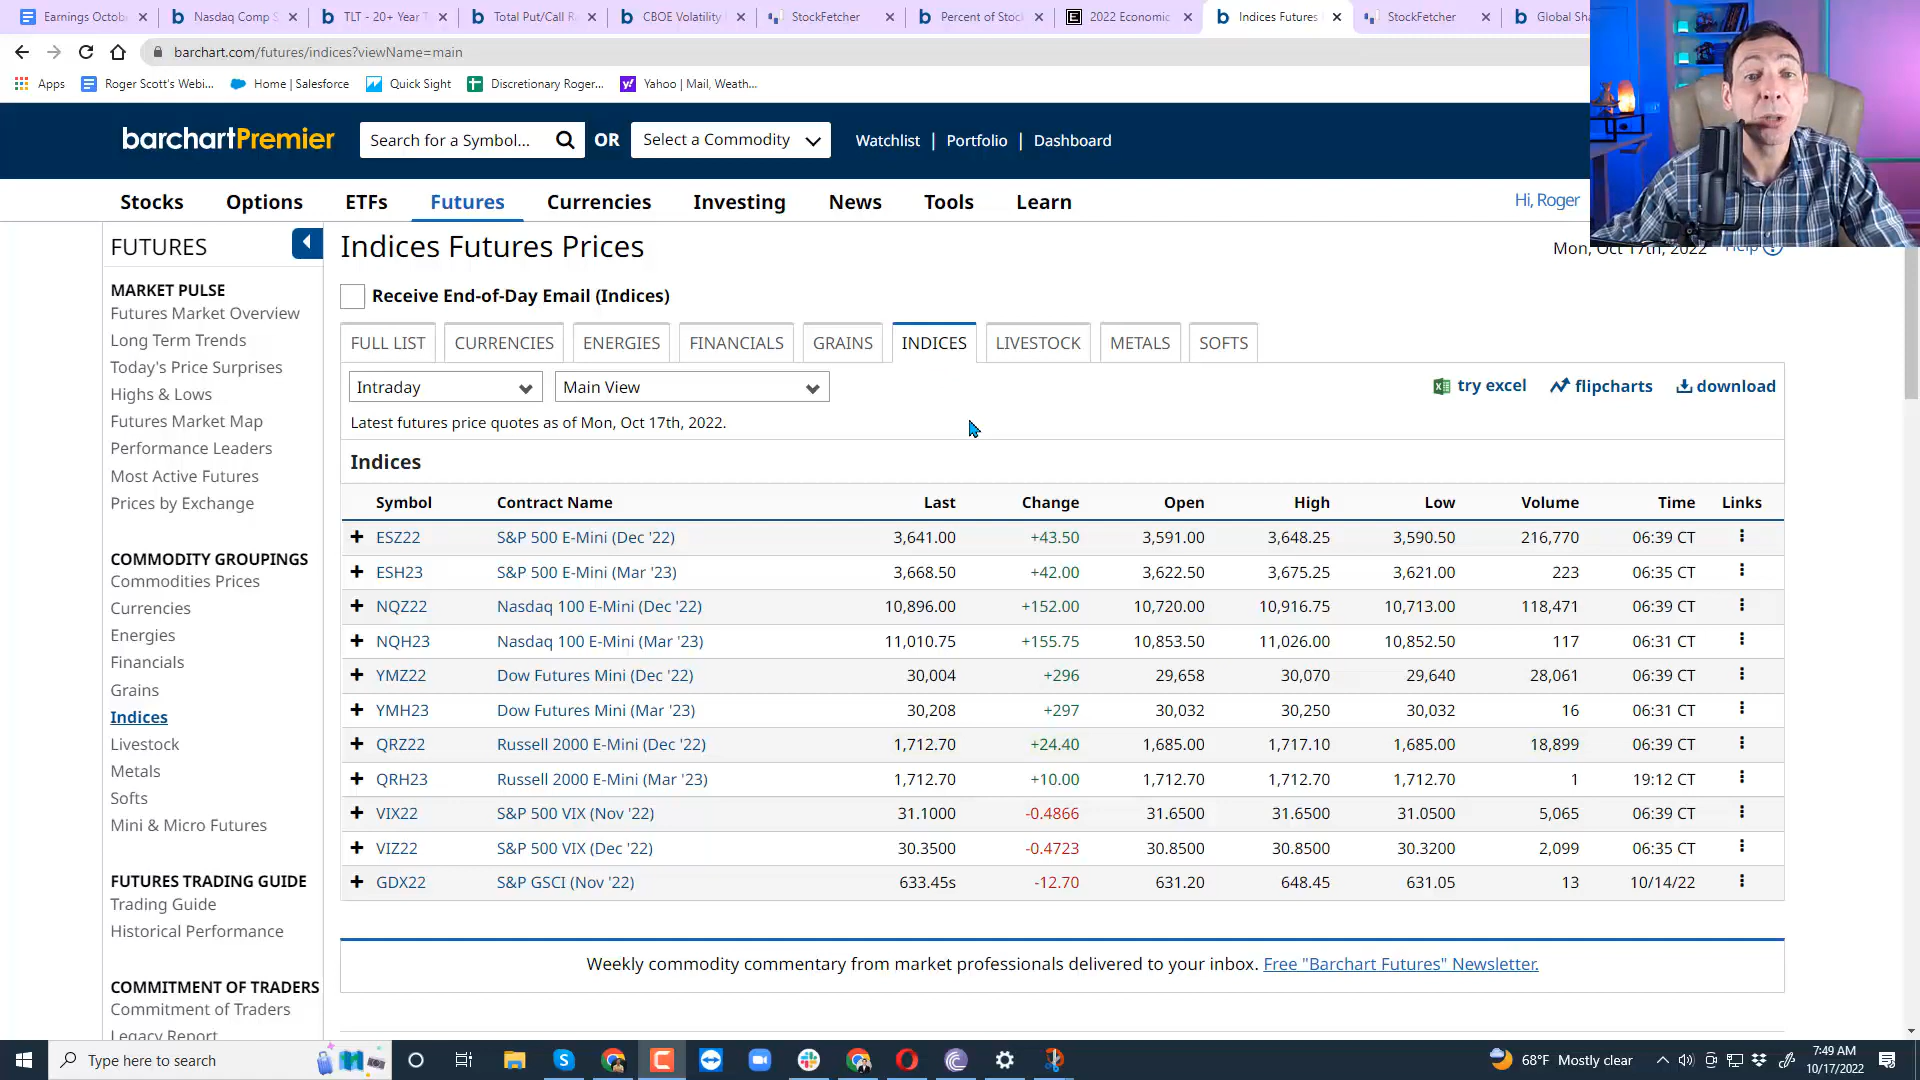 Earnings Octobe
Nasdaq Comp S
TLT - 20+ Year T
Total Put/Call R
CBOE Volatility
StockFetcher
Percent of Stoc
2022 Economic
Indices Futures
StockFetcher
Global Sha
barchart.com/futures/indices?viewName=main
Apps
Roger Scott's Webi...
Home | Salesforce
Quick Sight
Discretionary Roger...
Yahoo | Mail, Weath...
barchartPremier
Search for a Symbol...
OR
Select a Commodity
Watchlist | Portfolio | Dashboard
Stocks Options ETFs Futures Currencies Investing News Tools Learn
Hi, Roger
FUTURES
MARKET PULSE
Futures Market Overview
Long Term Trends
Today's Price Surprises
Highs & Lows
Futures Market Map
Performance Leaders
Most Active Futures
Prices by Exchange
COMMODITY GROUPINGS
Commodities Prices
Currencies
Energies
Financials
Grains
Indices
Livestock
Metals
Softs
Mini & Micro Futures
FUTURES TRADING GUIDE
Trading Guide
Historical Performance
COMMITMENT OF TRADERS
Commitment of Traders
Legacy Report
Indices Futures Prices
Mon, Oct 17th, 2022 Help
Receive End-of-Day Email (Indices)
FULL LIST CURRENCIES ENERGIES FINANCIALS GRAINS INDICES LIVESTOCK METALS SOFTS
Intraday Main View try excel flipcharts download
Latest futures price quotes as of Mon, Oct 17th, 2022.
Indices
Symbol Contract Name Last Change Open High Low Volume Time Links
ESZ22 S&P 500 E-Mini (Dec '22) 3,641.00 +43.50 3,591.00 3,648.25 3,590.50 216,770 06:39 CT
ESH23 S&P 500 E-Mini (Mar '23) 3,668.50 +42.00 3,622.50 3,675.25 3,621.00 223 06:35 CT
NQZ22 Nasdaq 100 E-Mini (Dec '22) 10,896.00 +152.00 10,720.00 10,916.75 10,713.00 118,471 06:39 CT
NQH23 Nasdaq 100 E-Mini (Mar '23) 11,010.75 +155.75 10,853.50 11,026.00 10,852.50 117 06:31 CT
YMZ22 Dow Futures Mini (Dec '22) 30,004 +296 29,658 30,070 29,640 28,061 06:39 CT
YMH23 Dow Futures Mini (Mar '23) 30,208 +297 30,032 30,250 30,032 16 06:31 CT
QRZ22 Russell 2000 E-Mini (Dec '22) 1,712.70 +24.40 1,685.00 1,717.10 1,685.00 18,899 06:39 CT
QRH23 Russell 2000 E-Mini (Mar '23) 1,712.70 +10.00 1,712.70 1,712.70 1,712.70 1 19:12 CT
VIX22 S&P 500 VIX (Nov '22) 31.1000 -0.4866 31.6500 31.6500 31.0500 5,065 06:39 CT
VIZ22 S&P 500 VIX (Dec '22) 30.3500 -0.4723 30.8500 30.8500 30.3200 2,099 06:35 CT
GDX22 S&P GSCI (Nov '22) 633.45s -12.70 631.20 648.45 631.05 13 10/14/22
Weekly commodity commentary from market professionals delivered to your inbox. Free "Barchart Futures" Newsletter.
Type here to search
68°F Mostly clear
7:49 AM
10/17/2022